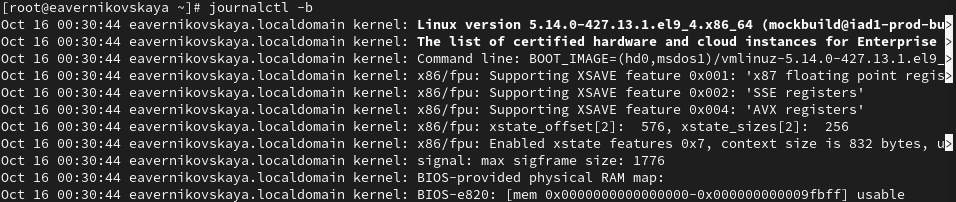 [root@eavernikovskaya ~]# journalctl -b
Oct 16 00:30:44 eavernikovskaya.localdomain kernel: Linux version 5.14.0-427.13.1.el9_4.x86_64 (mockbuild@iad1-prod-bu>
Oct 16 00:30:44 eavernikovskaya.localdomain kernel: The list of certified hardware and cloud instances for Enterprise >
Oct 16 00:30:44 eavernikovskaya.localdomain kernel: Command line: BOOT_IMAGE=(hd0,msdos1)/vmlinuz-5.14.0-427.13.1.el9_>
Oct 16 00:30:44 eavernikovskaya.localdomain kernel: x86/fpu: Supporting XSAVE feature 0x001: 'x87 floating point regis>
Oct 16 00:30:44 eavernikovskaya.localdomain kernel: x86/fpu: Supporting XSAVE feature 0x002: 'SSE registers'
Oct 16 00:30:44 eavernikovskaya.localdomain kernel: x86/fpu: Supporting XSAVE feature 0x004: 'AVX registers'
Oct 16 00:30:44 eavernikovskaya.localdomain kernel: x86/fpu: xstate_offset[2]:  576, xstate_sizes[2]:  256
Oct 16 00:30:44 eavernikovskaya.localdomain kernel: x86/fpu: Enabled xstate features 0x7, context size is 832 bytes, u>
Oct 16 00:30:44 eavernikovskaya.localdomain kernel: signal: max sigframe size: 1776
Oct 16 00:30:44 eavernikovskaya.localdomain kernel: BIOS-provided physical RAM map:
Oct 16 00:30:44 eavernikovskaya.localdomain kernel: BIOS-e820: [mem 0x0000000000000000-0x000000000009fbff] usable